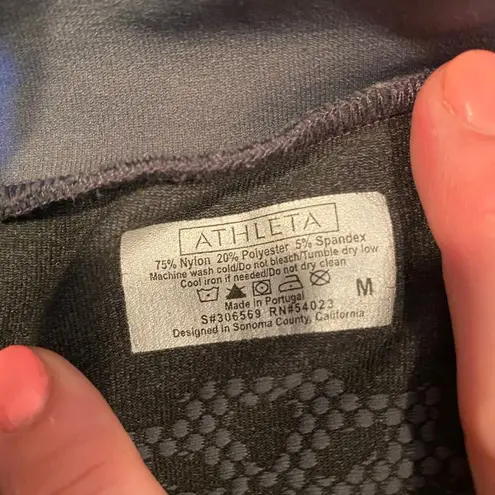 ATHLETA
75% Nylon 20% Polyester 5% Spandex
Machine wash cold/Do not bleach/Tumble dry low
Cool iron if needed/Do not dry clean
M
Made in Portugal
S#306569 RN#54023
Designed in Sonoma County, California